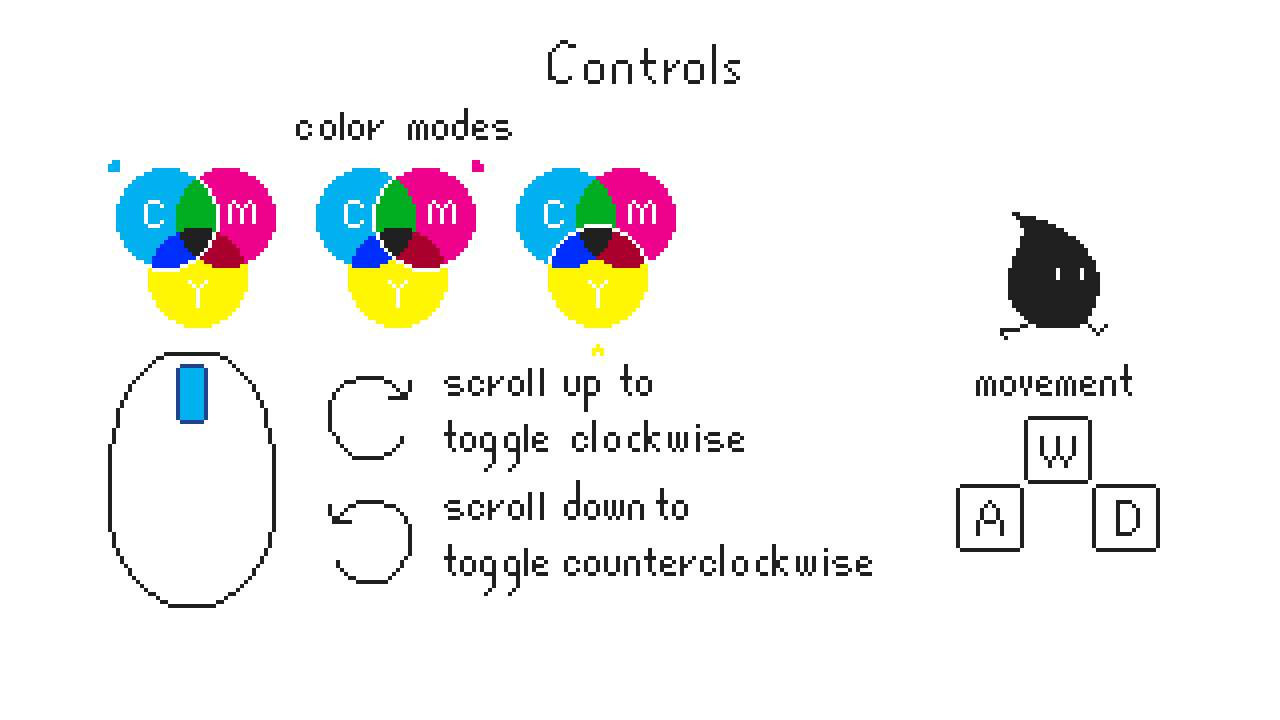 Controls
color modes
C M Y
C M Y
C M Y
scroll up to
toggle clockwise
scroll down to
toggle counterclockwise
movement
W
A D